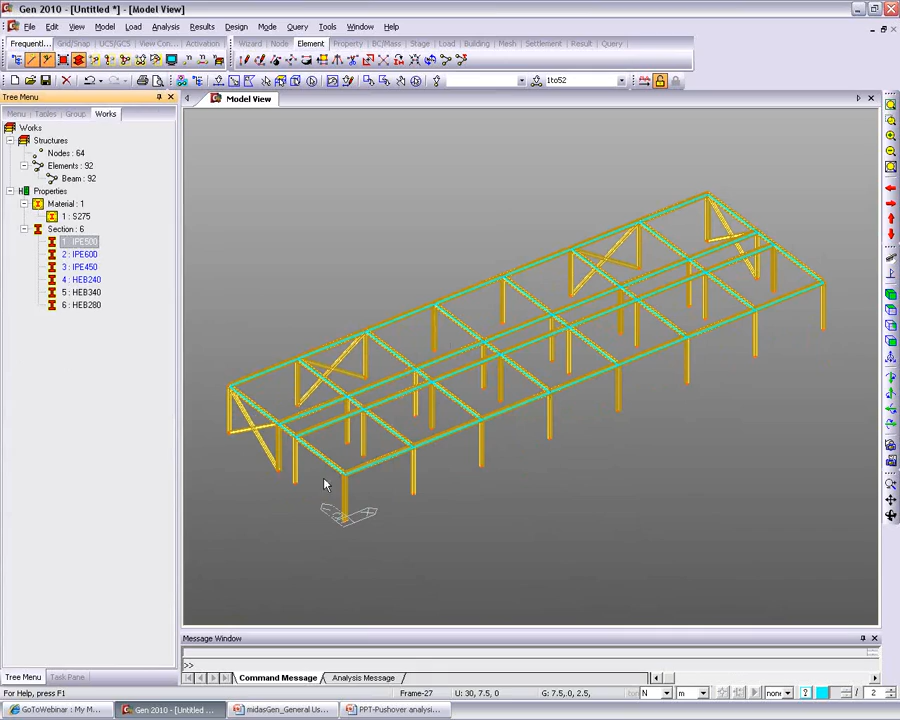 Gen 2010 - [Untitled *] - [Model View]
File Edit View Model Load Analysis Results Design Mode Query Tools Window Help
Frequentl... Grid/Snap UCS/GCS View Con... Activation Wizard Node Element Property BC/Mass Stage Load Building Mesh Settlement Result Query
1to52
Tree Menu
Model View
Menu Tables Group Works
Works
Structures
Nodes : 64
Elements : 92
Beam : 92
Properties
Material : 1
1 : S275
Section : 6
1 : IPE500
2 : IPE600
3 : IPE450
4 : HEB240
5 : HEB340
6 : HEB280
Message Window
>>
Tree Menu Task Pane
Command Message Analysis Message
For Help, press F1
Frame-27
U: 30, 7.5, 0
G: 7.5, 0, 2.5,
N
m
none
?
/ 2
GoToWebinar : My M...
Gen 2010 - [Untitled ...
midasGen_General Us...
PPT-Pushover analysi...